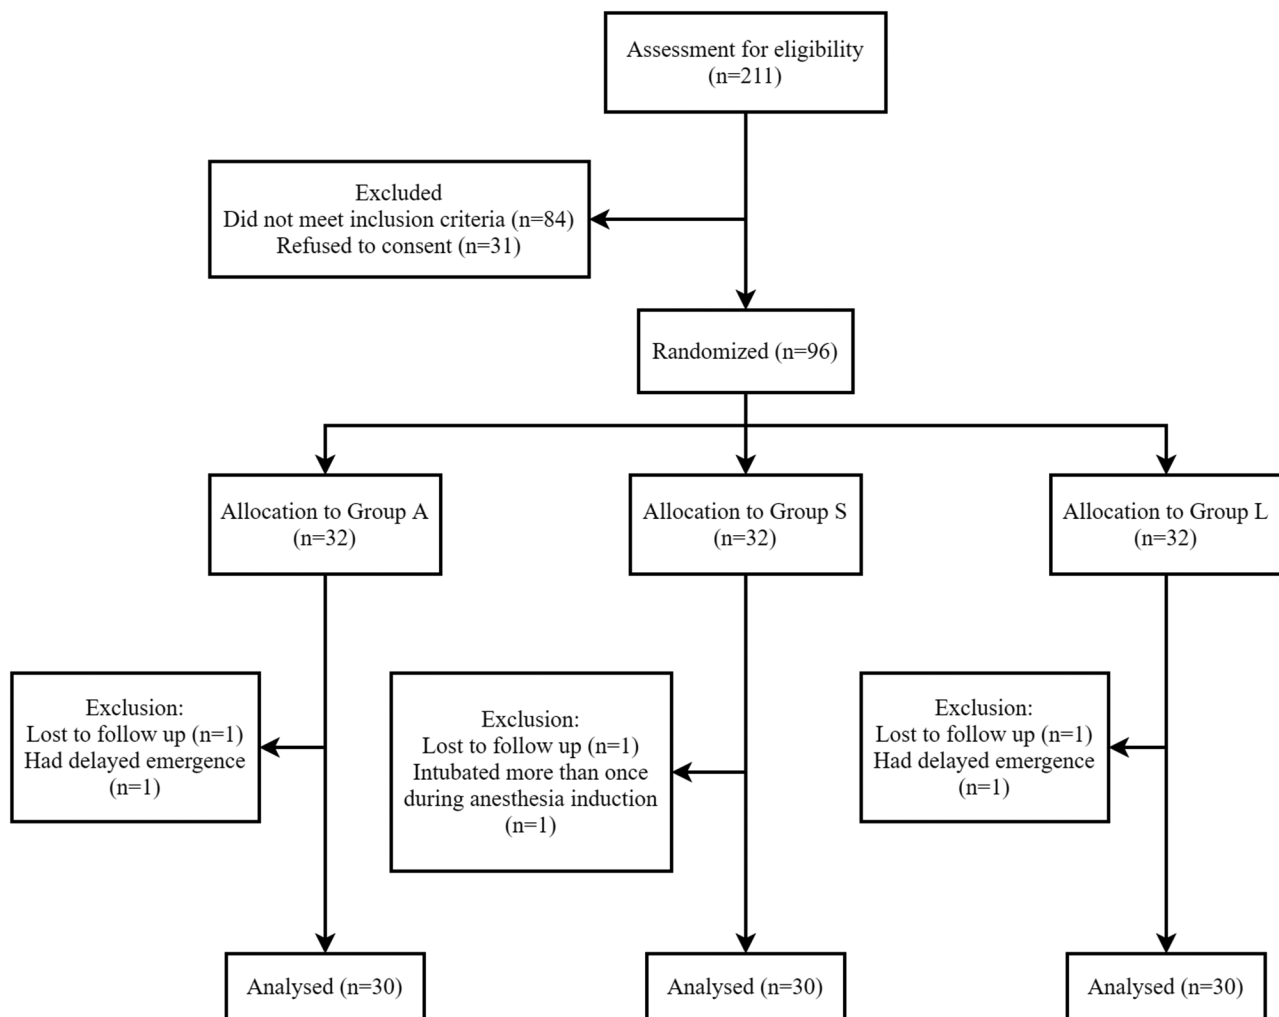 Assessment for eligibility
(n=211)
Excluded
Did not meet inclusion criteria (n=84)
Refused to consent (n=31)
Randomized (n=96)
Allocation to Group A
(n=32)
Allocation to Group S
(n=32)
Allocation to Group L
(n=32)
Exclusion:
Lost to follow up (n=1)
Had delayed emergence
(n=1)
Exclusion:
Lost to follow up (n=1)
Intubated more than once
during anesthesia induction
(n=1)
Exclusion:
Lost to follow up (n=1)
Had delayed emergence
(n=1)
Analysed (n=30)
Analysed (n=30)
Analysed (n=30)